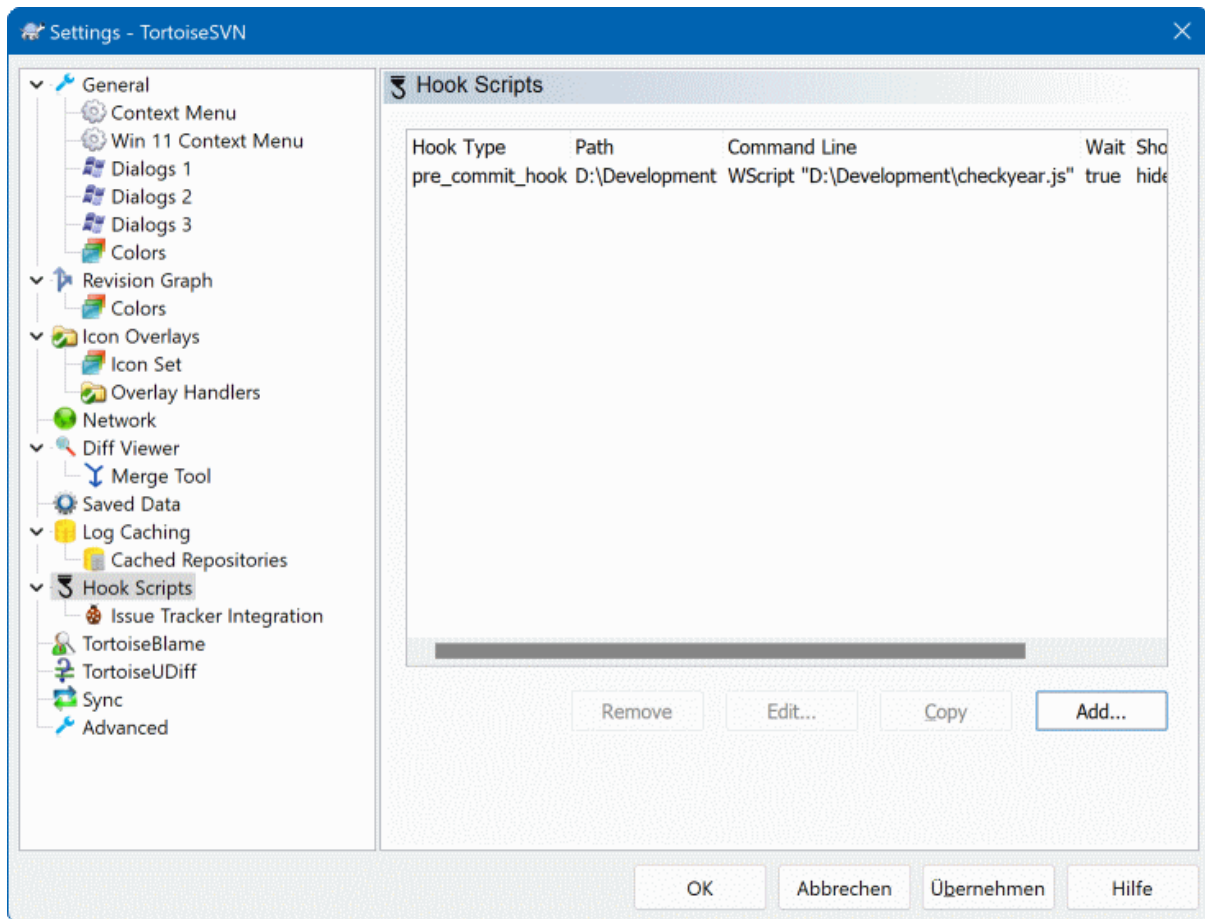 Settings - TortoiseSVN
General
Context Menu
Win 11 Context Menu
Dialogs 1
Dialogs 2
Dialogs 3
Colors
Revision Graph
Colors
Icon Overlays
Icon Set
Overlay Handlers
Network
Diff Viewer
Merge Tool
Saved Data
Log Caching
Cached Repositories
Hook Scripts
Issue Tracker Integration
TortoiseBlame
TortoiseUDiff
Sync
Advanced
Hook Scripts
Hook Type Path Command Line Wait Sho
pre_commit_hook D:\Development WScript "D:\Development\checkyear.js" true hide
Remove Edit... Copy Add...
OK Abbrechen Übernehmen Hilfe